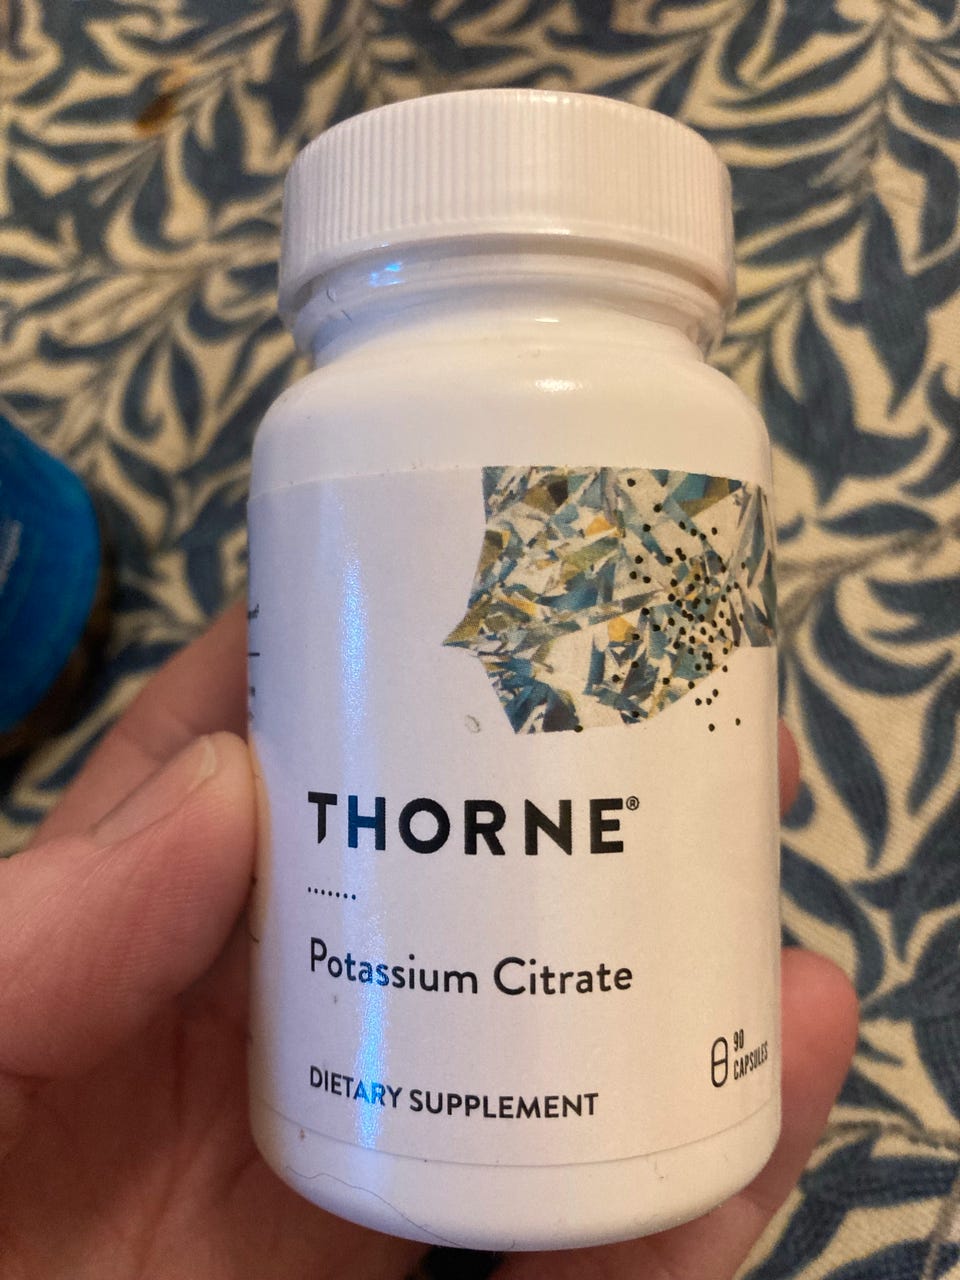 THORNE®
Potassium Citrate
90
CAPSULES
DIETARY SUPPLEMENT